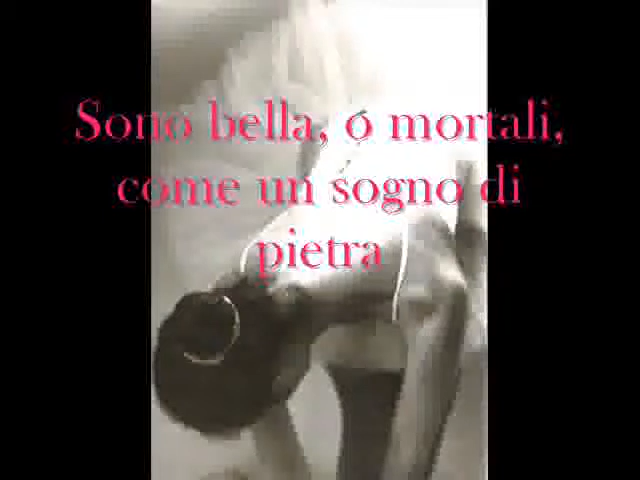 Sono bella, o mortali,
come un sogno di
pietra